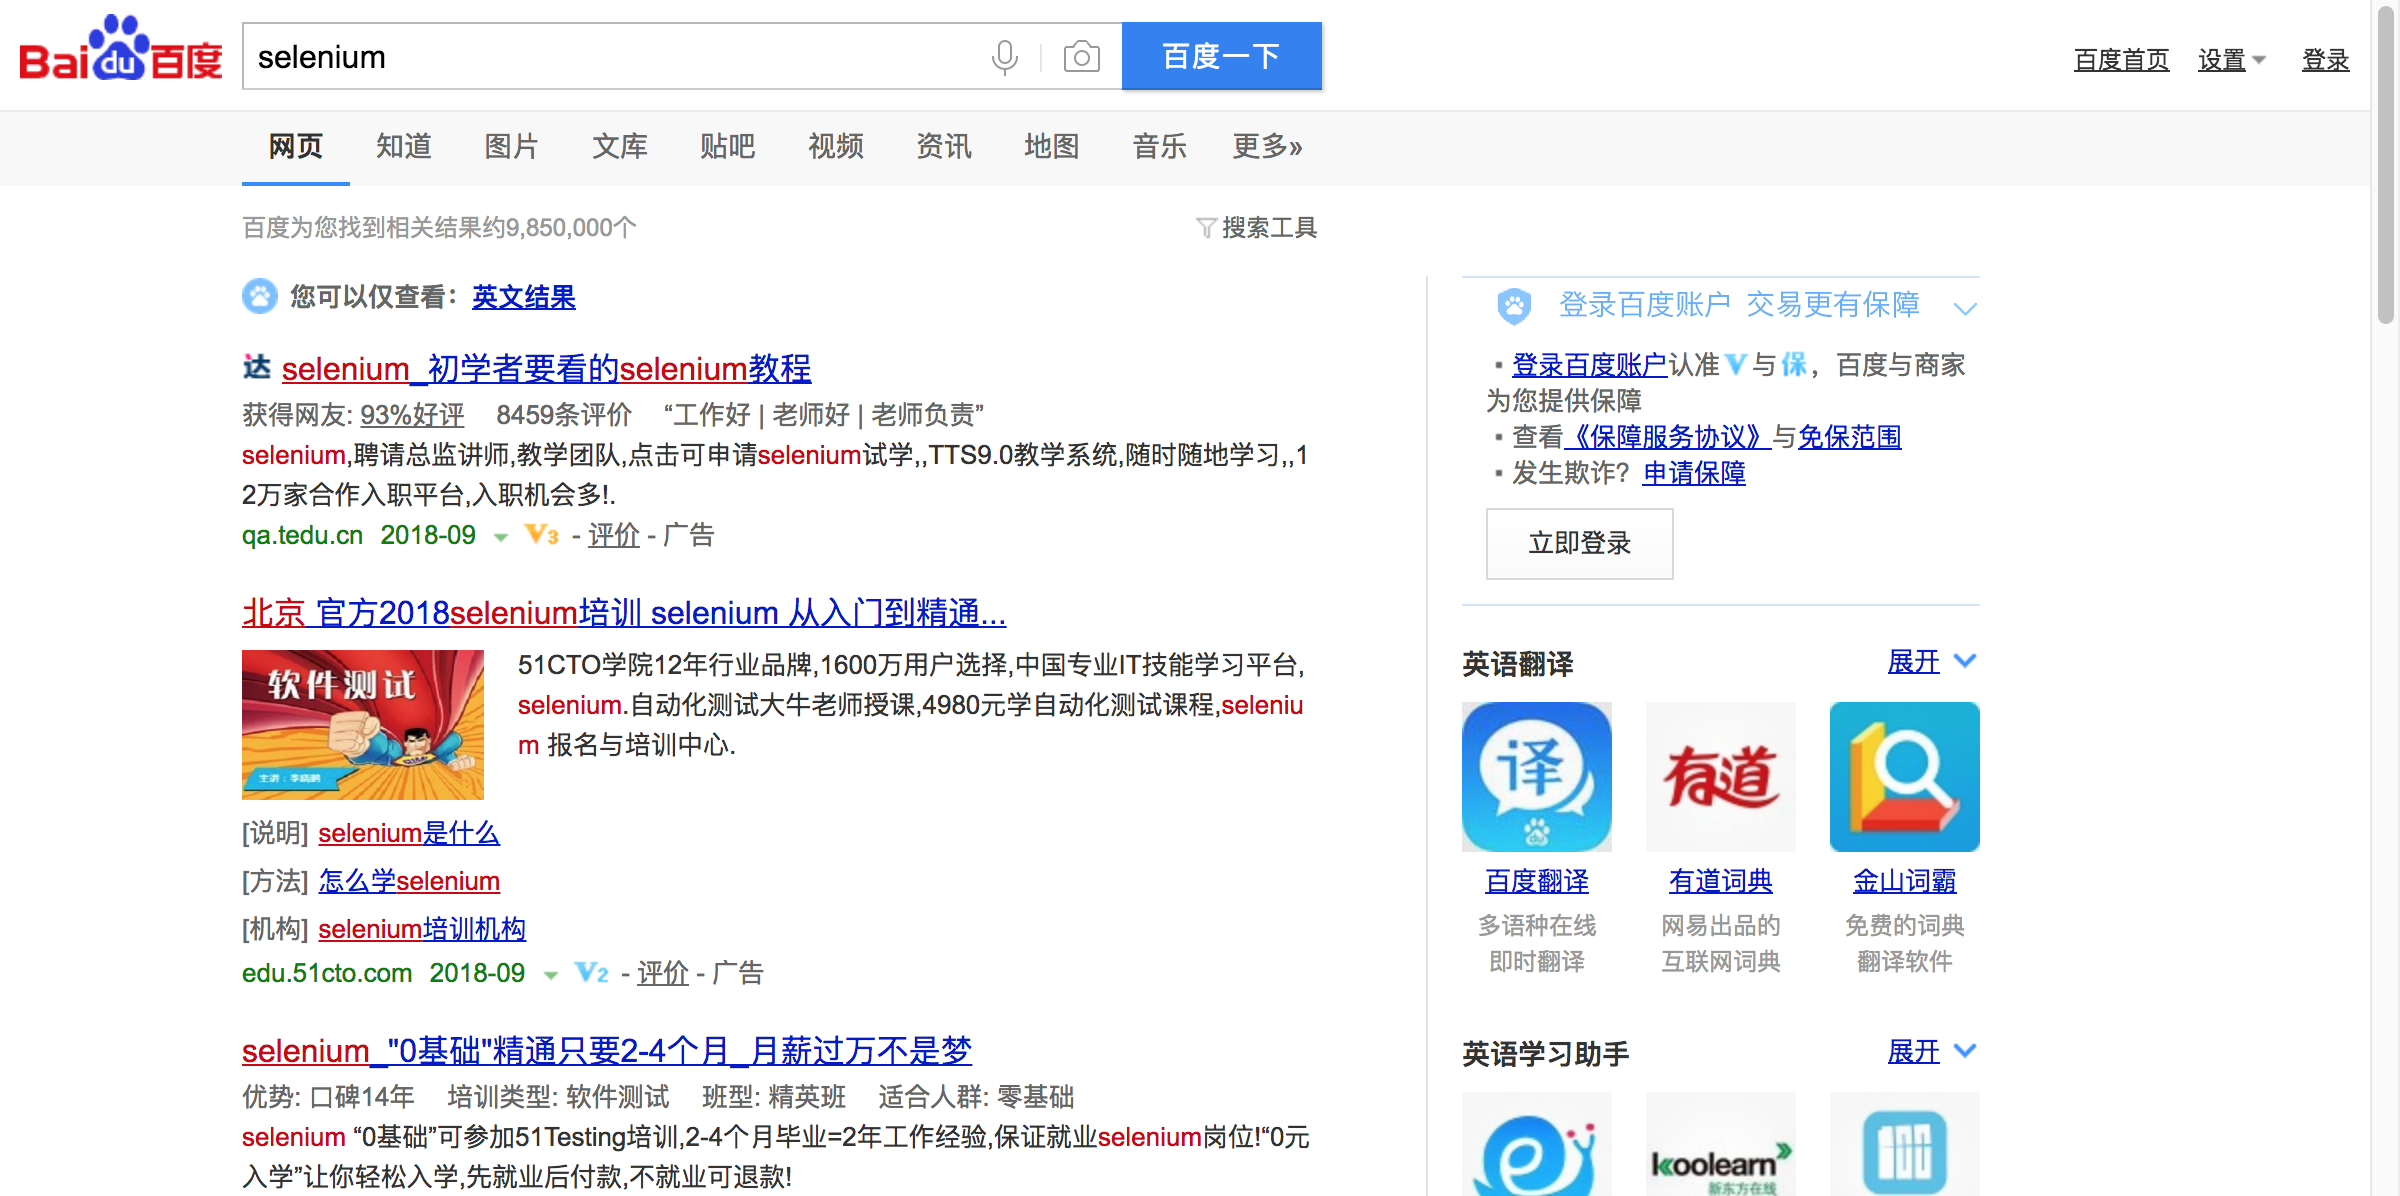 Bai du 百度
selenium
百度一下
百度首页 设置 登录
网页 知道 图片 文库 贴吧 视频 资讯 地图 音乐 更多»
百度为您找到相关结果约9,850,000个
搜索工具
您可以仅查看：英文结果
达 selenium_初学者要看的selenium教程
获得网友: 93%好评 8459条评价 “工作好 | 老师好 | 老师负责”
selenium,聘请总监讲师,教学团队,点击可申请selenium试学,,TTS9.0教学系统,随时随地学习,,1
2万家合作入职平台,入职机会多!.
qa.tedu.cn 2018-09 V3 - 评价 - 广告
北京 官方2018selenium培训 selenium 从入门到精通...
软件测试
主讲：李晓鹏
51CTO学院12年行业品牌,1600万用户选择,中国专业IT技能学习平台,
selenium.自动化测试大牛老师授课,4980元学自动化测试课程,seleniu
m 报名与培训中心.
[说明] selenium是什么
[方法] 怎么学selenium
[机构] selenium培训机构
edu.51cto.com 2018-09 V2 - 评价 - 广告
selenium_"0基础"精通只要2-4个月_月薪过万不是梦
优势: 口碑14年 培训类型: 软件测试 班型: 精英班 适合人群: 零基础
selenium “0基础”可参加51Testing培训,2-4个月毕业=2年工作经验,保证就业selenium岗位!“0元
入学”让你轻松入学,先就业后付款,不就业可退款!
登录百度账户 交易更有保障
▪ 登录百度账户认准V与保，百度与商家
为您提供保障
▪ 查看《保障服务协议》与免保范围
▪ 发生欺诈？申请保障
立即登录
英语翻译 展开
译
du
有道
百度翻译 有道词典 金山词霸
多语种在线 网易出品的 免费的词典
即时翻译 互联网词典 翻译软件
英语学习助手 展开
koolearn
新东方在线